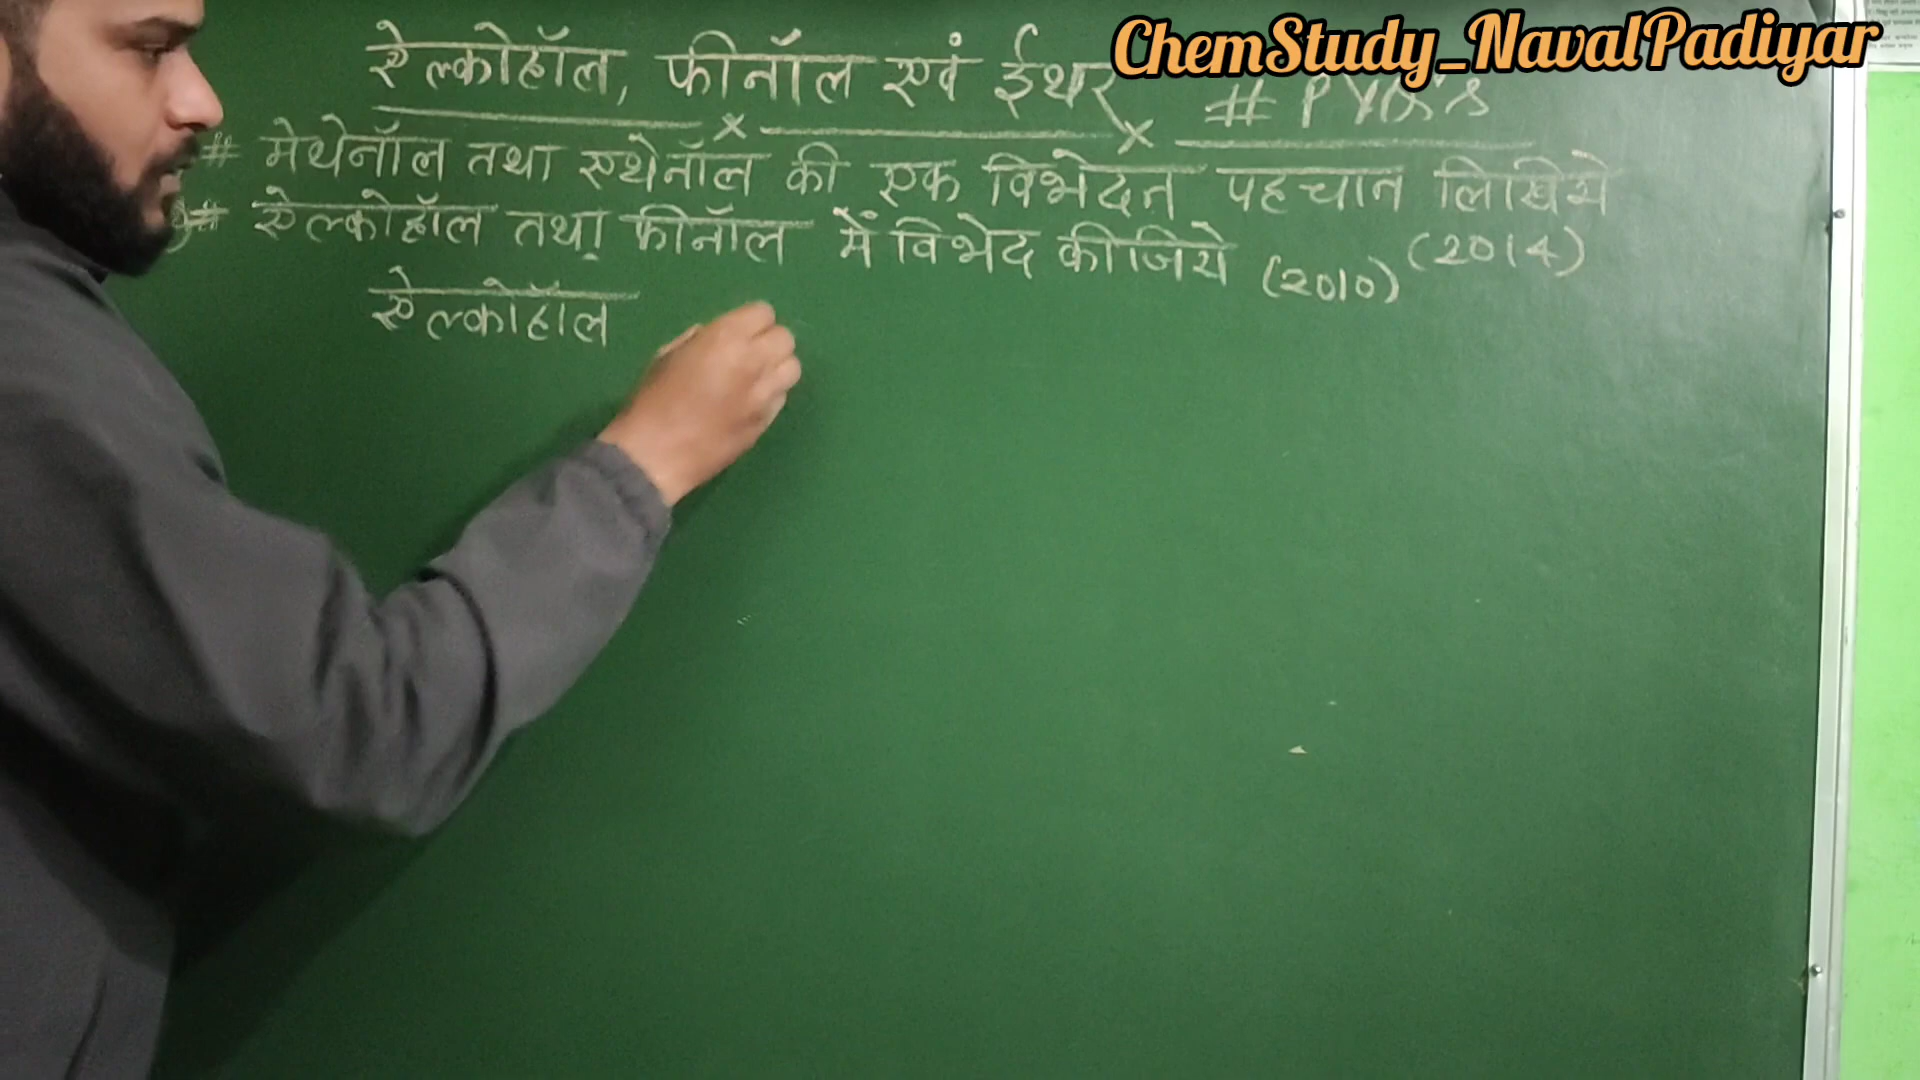 ChemStudy_NavalPadiyar
ऐल्कोहॉल, फीनॉल एवं ईथर # PYQ's
# मेथेनॉल तथा एथेनॉल की एक विभेदन पहचान लिखिये
(2014)
# ऐल्कोहॉल तथा फीनॉल में विभेद कीजिये (2010)
ऐल्कोहॉल